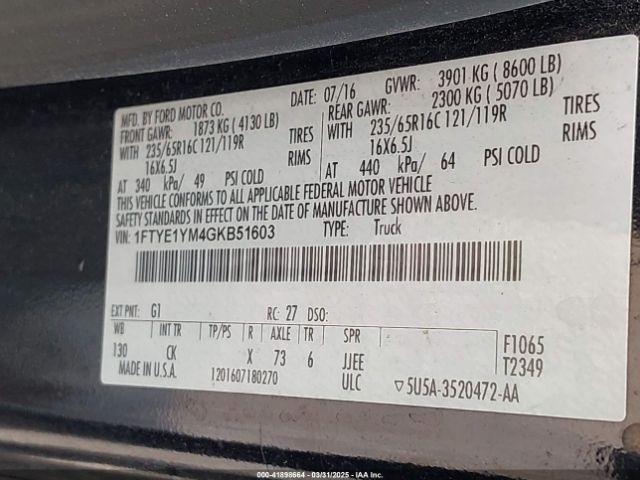 MFD. BY FORD MOTOR CO. DATE: 07/16 GVWR: 3901 KG ( 8600 LB)
FRONT GAWR: 1873 KG ( 4130 LB) REAR GAWR: 2300 KG ( 5070 LB)
WITH 235/65R16C 121/119R TIRES WITH 235/65R16C 121/119R TIRES
16X6.5J RIMS 16X6.5J RIMS
AT 340 kPa/ 49 PSI COLD AT 440 kPa/ 64 PSI COLD
THIS VEHICLE CONFORMS TO ALL APPLICABLE FEDERAL MOTOR VEHICLE
SAFETY STANDARDS IN EFFECT ON THE DATE OF MANUFACTURE SHOWN ABOVE.
VIN: 1FTYE1YM4GKB51603 TYPE: Truck
EXT PNT: G1 RC: 27 DSO:
WB INT TR TP/PS R AXLE TR SPR F1065
130 CK X 73 6 JJEE T2349
MADE IN U.S.A. 1201607180270 ULC ▽5U5A-3520472-AA
IAA 41898664 03/31/2025 IAAI.COM